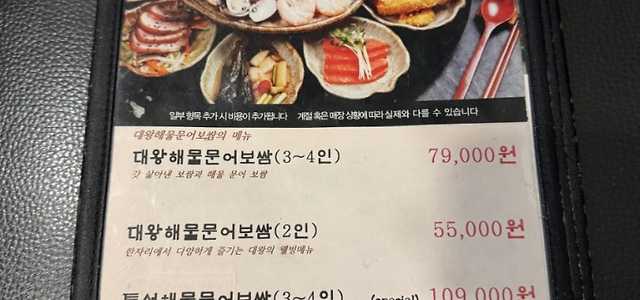 일부 항목 추가 시 비용이 추가됩니다 계절 혹은 매장 상황에 따라 실제와 다를 수 있습니다
대왕해물문어보쌈의 메뉴
대왕해물문어보쌈(3~4인) 79,000원
갓 삶아낸 보쌈과 해물 문어 보쌈
대왕해물문어보쌈(2인) 55,000원
한자리에서 다양하게 즐기는 대왕의 웰빙메뉴
특선해물문어보쌈(3~4인) (special) 109,000원